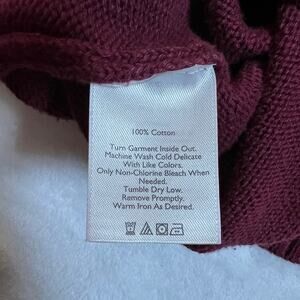 100% Cotton
Turn Garment Inside Out.
Machine Wash Cold Delicate
With Like Colors.
Only Non-Chlorine Bleach When
Needed.
Tumble Dry Low.
Remove Promptly.
Warm Iron As Desired.